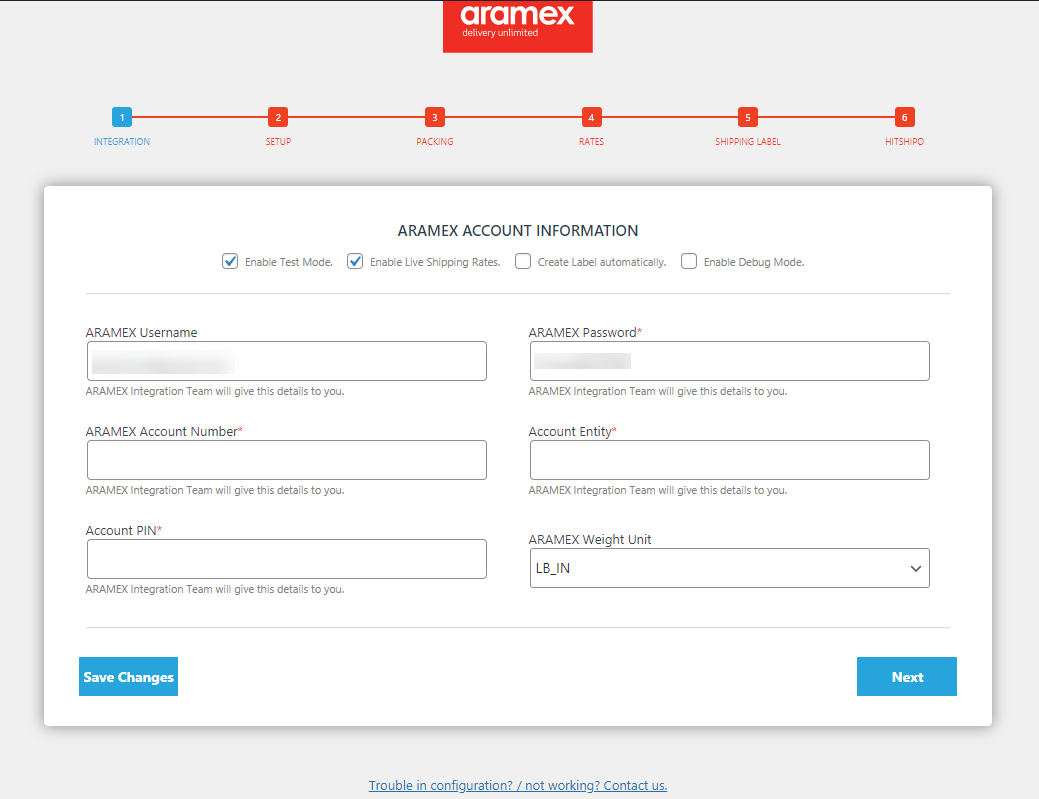 aramex
delivery unlimited
1 2 3 4 5 6
INTEGRATION SETUP PACKING RATES SHIPPING LABEL HITSHIPO
ARAMEX ACCOUNT INFORMATION
Enable Test Mode. Enable Live Shipping Rates. Create Label automatically. Enable Debug Mode.
ARAMEX Username ARAMEX Password*
ARAMEX Integration Team will give this details to you. ARAMEX Integration Team will give this details to you.
ARAMEX Account Number* Account Entity*
ARAMEX Integration Team will give this details to you. ARAMEX Integration Team will give this details to you.
Account PIN* ARAMEX Weight Unit
LB_IN
ARAMEX Integration Team will give this details to you.
Save Changes Next
Trouble in configuration? / not working? Contact us.